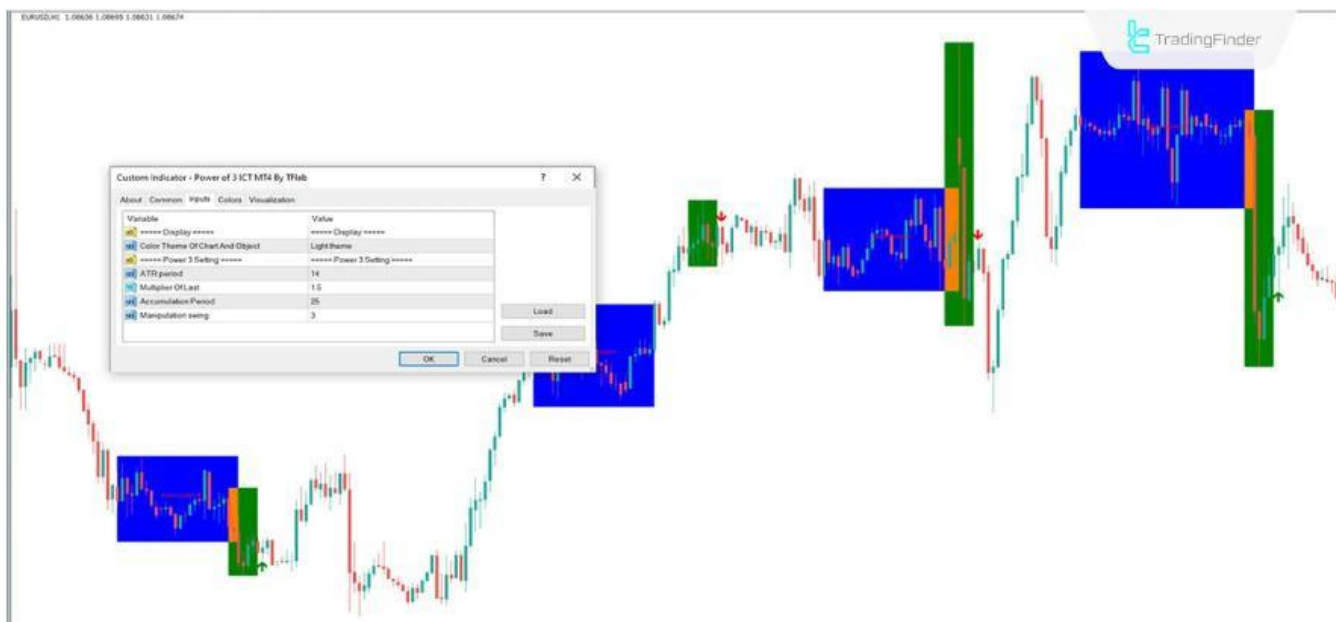 EURUSD,H1 1.08636 1.08695 1.08631 1.08674
TradingFinder
Custom Indicator - Power of 3 ICT MT4 By TFlab
? ×
About Common Inputs Colors Visualization
Variable Value
===== Display ===== ===== Display =====
Color Theme Of Chart And Object Light theme
===== Power 3 Setting ===== ===== Power 3 Setting =====
ATR period 14
Multiplier Of Last 1.5
Accumulation Period 25
Manipulation swing 3
Load
Save
OK Cancel Reset